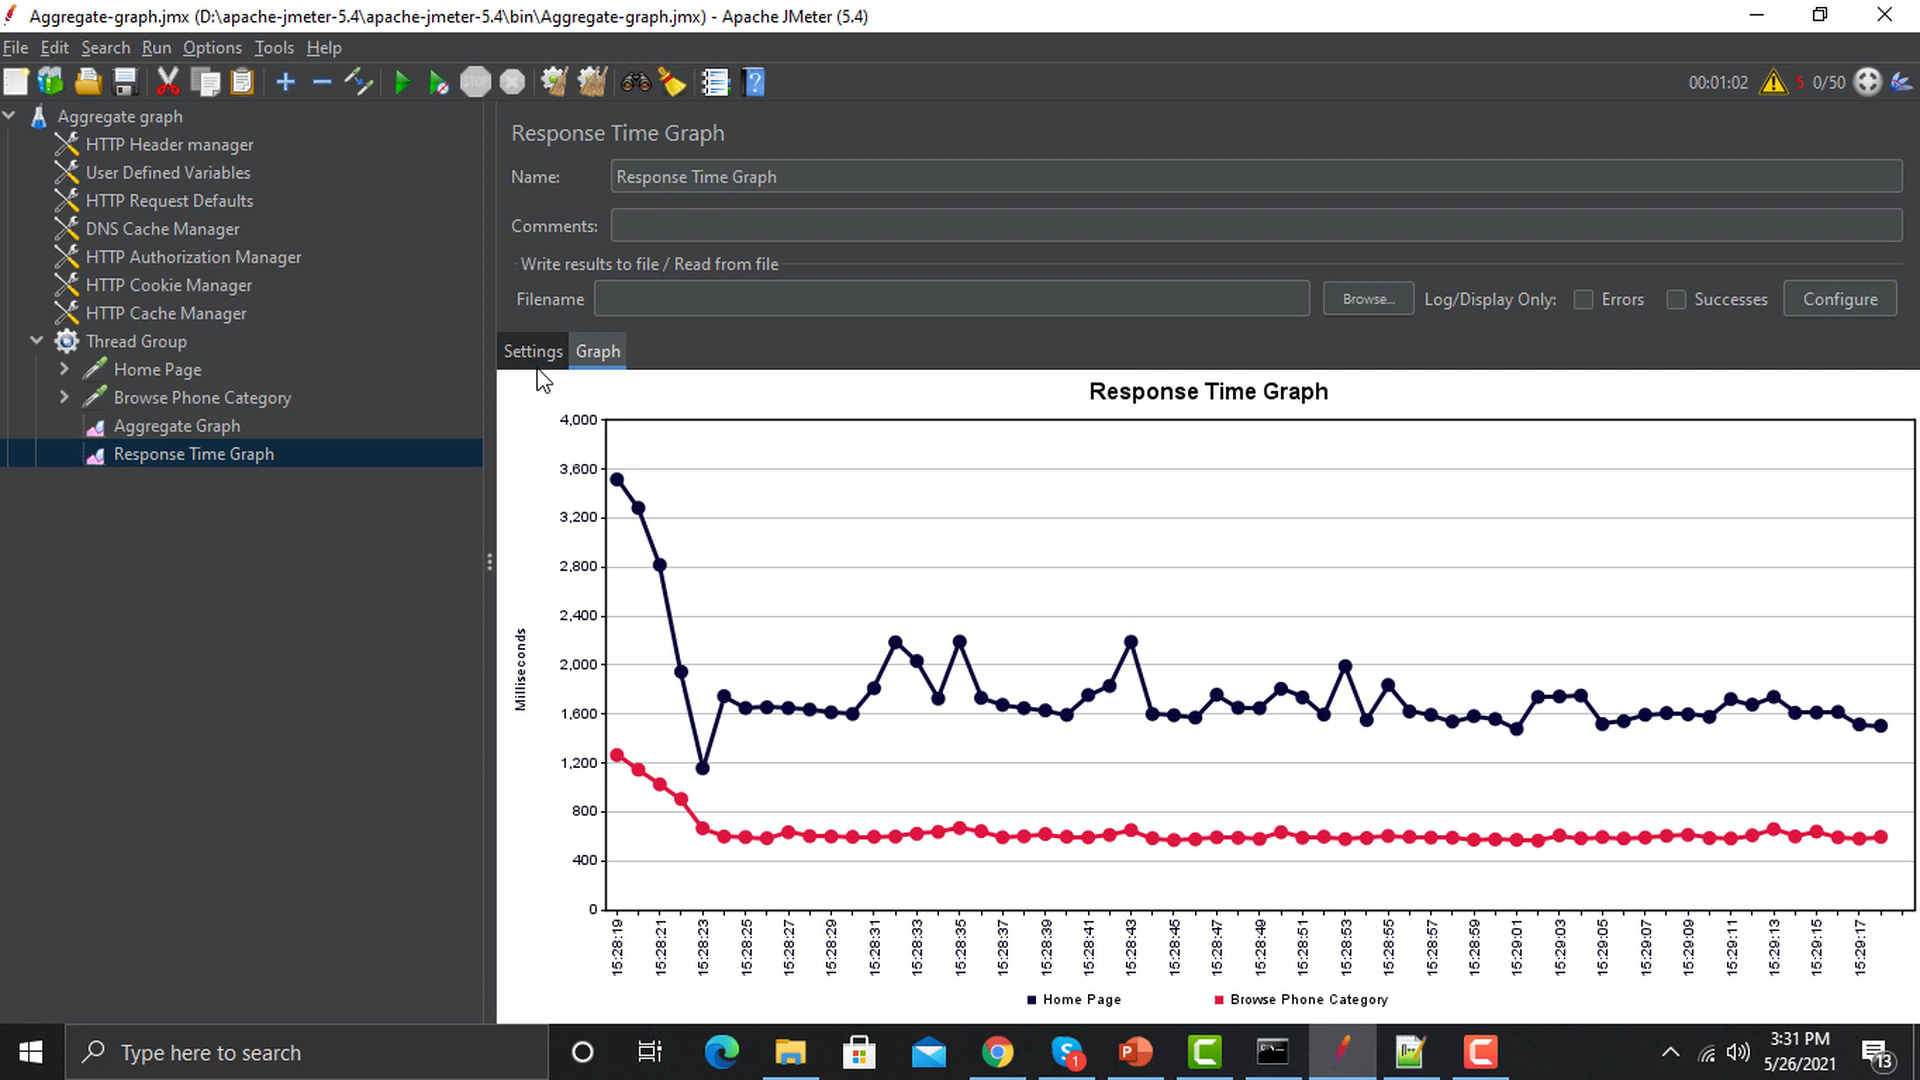 Aggregate-graph.jmx (D:\apache-jmeter-5.4\apache-jmeter-5.4\bin\Aggregate-graph.jmx) - Apache JMeter (5.4)
File Edit Search Run Options Tools Help
STOP
00:01:02 5 0/50
Aggregate graph
HTTP Header manager
User Defined Variables
HTTP Request Defaults
DNS Cache Manager
HTTP Authorization Manager
HTTP Cookie Manager
HTTP Cache Manager
Thread Group
Home Page
Browse Phone Category
Aggregate Graph
Response Time Graph
Response Time Graph
Name: Response Time Graph
Comments:
Write results to file / Read from file
Filename Browse... Log/Display Only: Errors Successes Configure
Settings Graph
Response Time Graph
4,000
3,600
3,200
2,800
2,400
2,000
1,600
1,200
800
400
0
Milliseconds
15:28:19 15:28:21 15:28:23 15:28:25 15:28:27 15:28:29 15:28:31 15:28:33 15:28:35 15:28:37 15:28:39 15:28:41 15:28:43 15:28:45 15:28:47 15:28:49 15:28:51 15:28:53 15:28:55 15:28:57 15:28:59 15:29:01 15:29:03 15:29:05 15:29:07 15:29:09 15:29:11 15:29:13 15:29:15 15:29:17
Home Page Browse Phone Category
Type here to search
1
3:31 PM
5/26/2021
13